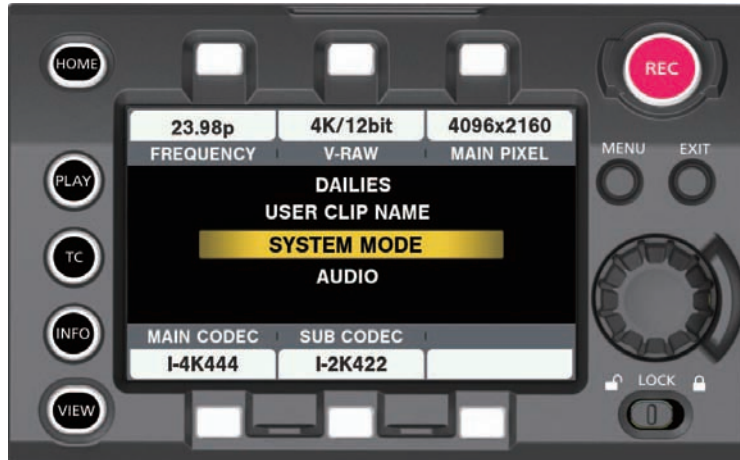 HOME
REC
23.98p 4K/12bit 4096x2160
FREQUENCY V-RAW MAIN PIXEL
MENU EXIT
PLAY
DAILIES
USER CLIP NAME
SYSTEM MODE
TC
AUDIO
INFO
MAIN CODEC SUB CODEC
I-4K444 I-2K422
LOCK
VIEW
0